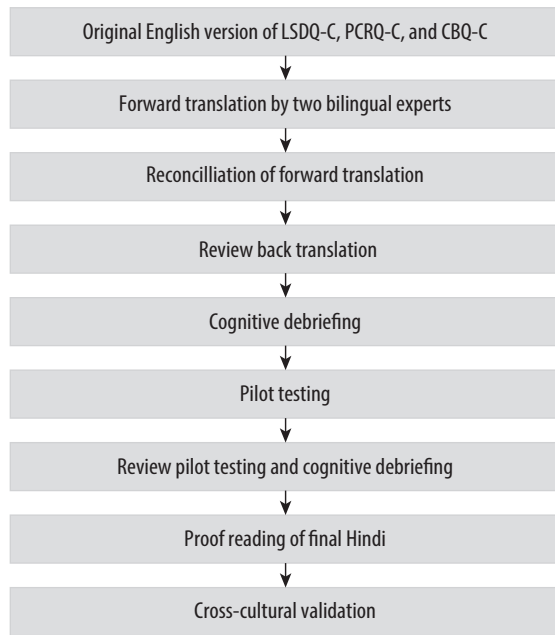 Original English version of LSDQ-C, PCRQ-C, and CBQ-C
Forward translation by two bilingual experts
Reconcilliation of forward translation
Review back translation
Cognitive debriefing
Pilot testing
Review pilot testing and cognitive debriefing
Proof reading of final Hindi
Cross-cultural validation